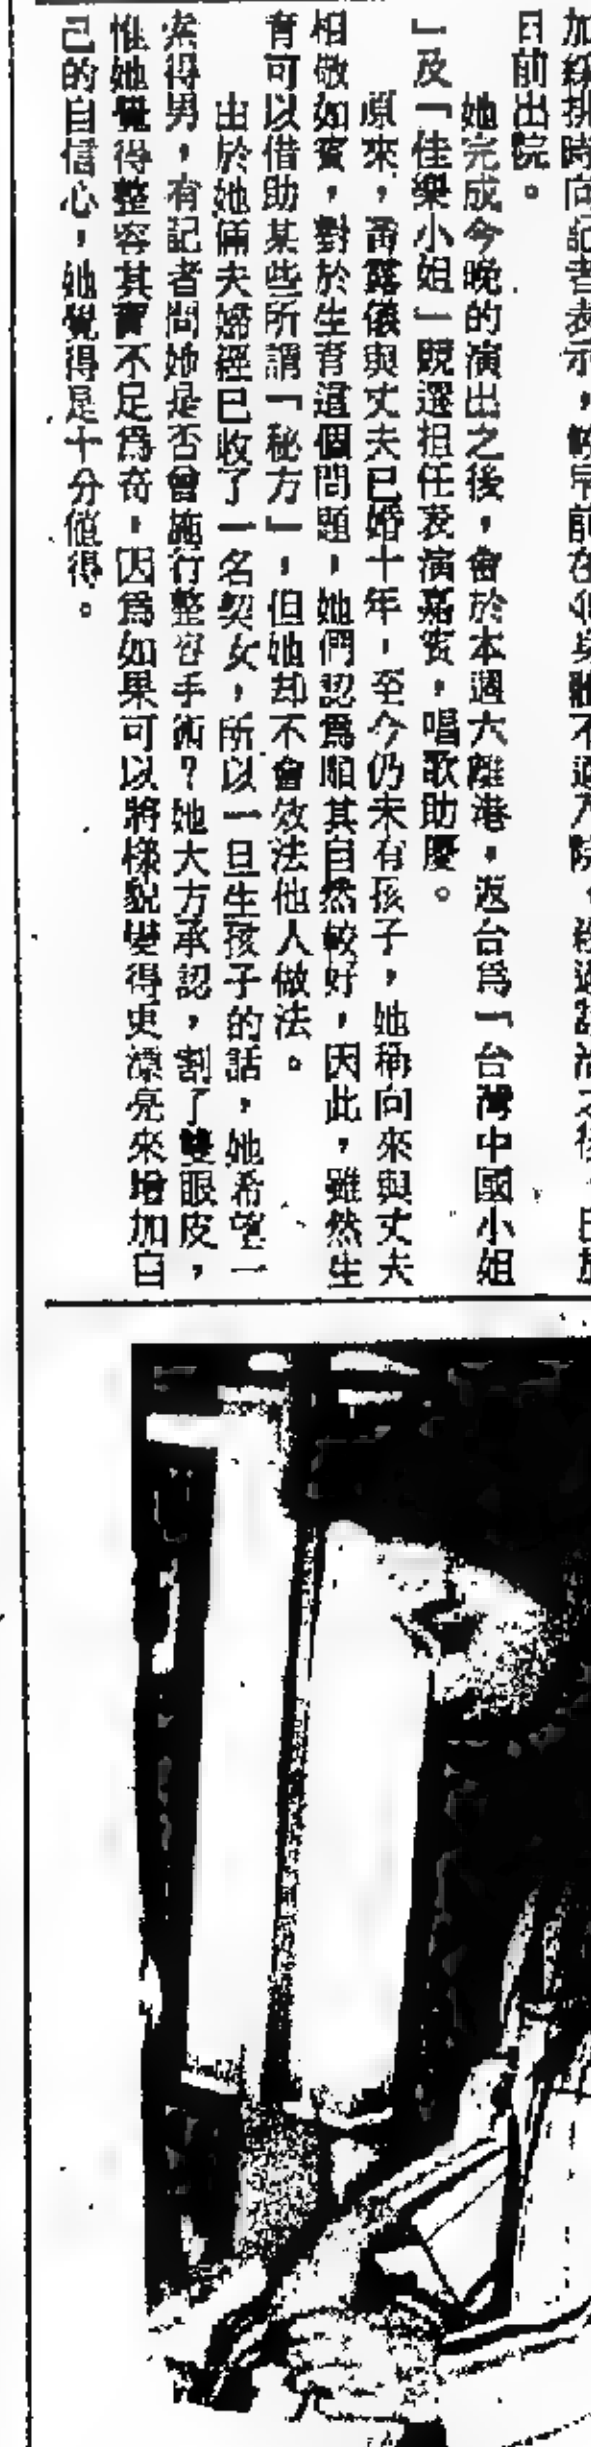 加綵排時向記者表示，較早前在
日前出院。
她完成今晚的演出之後，會於本週六離港，返台爲「台灣中國小姐
」及「佳樂小姐」競選担任表演嘉賓，唱歌助慶。
原來，露儀與丈夫已婚十年，至今仍未有孩子，她稱向來與丈夫
相敬如賓，對於生育這個問題，她們認爲順其自然較好，因此，雖然生
育可以借助某些所謂「秘方」，但她却不會效法他人做法。
由於她倆夫婦經已收了一名契女，所以一旦生孩子的話，她希望一
索得男，有記者問她是否曾施行整容手術？她大方承認，割了雙眼皮，
惟她覺得整容其實不足爲奇，因爲如果可以將樣貌變得更漂亮來增加自
己的自信心，她覺得是十分值得。